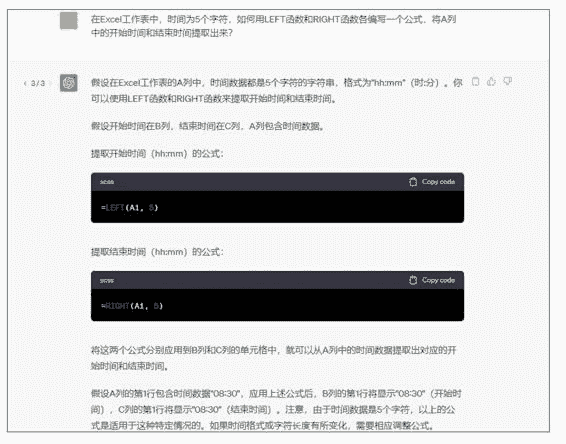 在Excel工作表中，时间为5个字符，如何用LEFT函数和RIGHT函数各编写一个公式，将A列
中的开始时间和结束时间提取出来？
3 / 3
假设在Excel工作表的A列中，时间数据都是5个字符的字符串，格式为"hh:mm"（时:分）。你
可以使用LEFT函数和RIGHT函数来提取开始时间和结束时间。
假设开始时间在B列，结束时间在C列，A列包含时间数据。
提取开始时间（hh:mm）的公式：
scss Copy code
=LEFT(A1, 5)
提取结束时间（hh:mm）的公式：
scss Copy code
=RIGHT(A1, 5)
将这两个公式分别应用到B列和C列的单元格中，就可以从A列中的时间数据提取出对应的开
始时间和结束时间。
假设A列的第1行包含时间数据"08:30"，应用上述公式后，B列的第1行将显示"08:30"（开始时
间），C列的第1行将显示"08:30"（结束时间）。注意，由于时间数据是5个字符，以上的公
式是适用于这种特定情况的。如果时间格式或字符长度有所变化，需要相应调整公式。